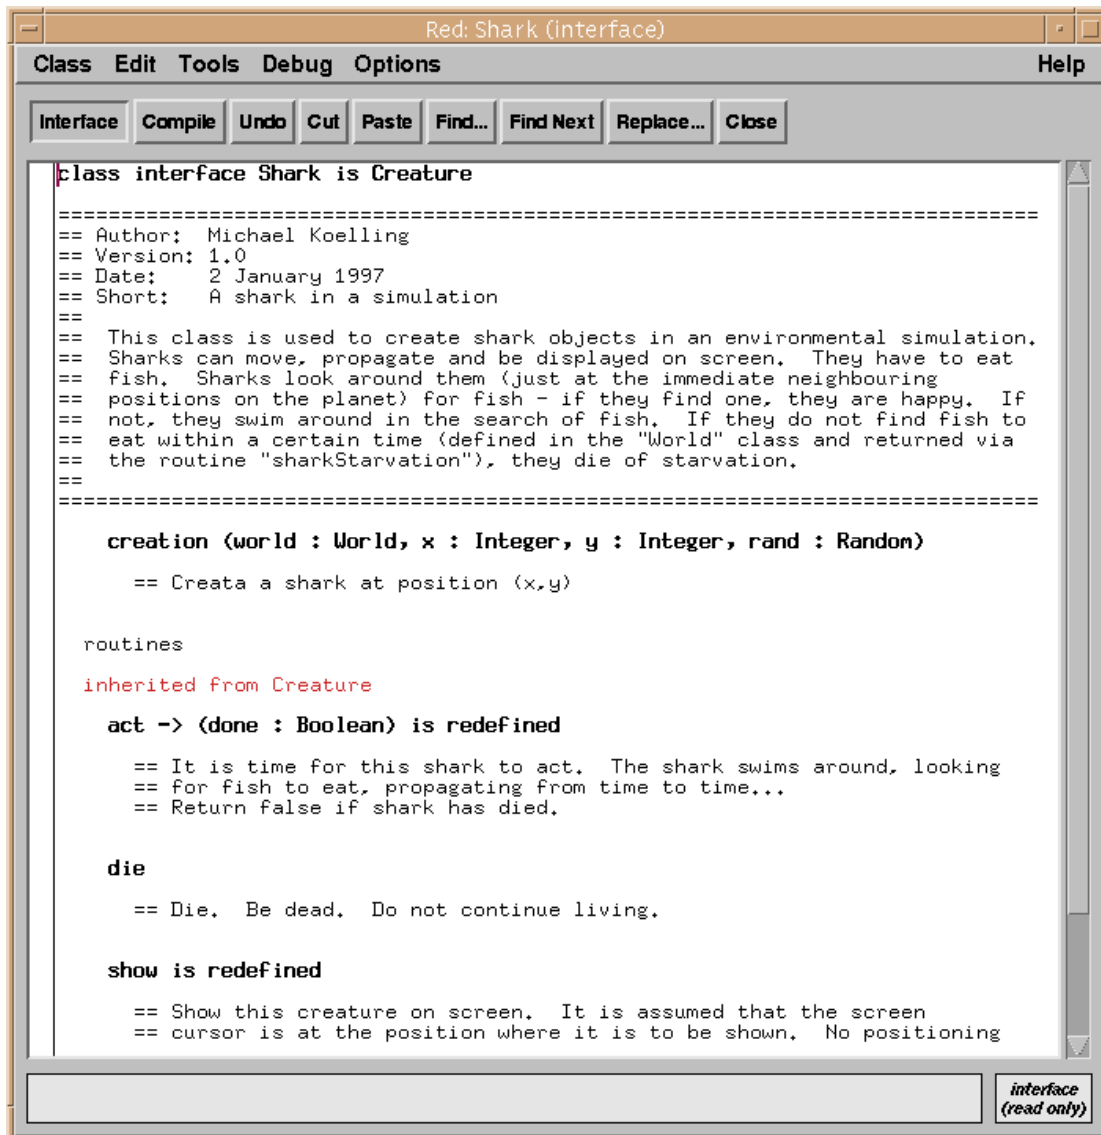 Red: Shark (interface)
Class Edit Tools Debug Options Help
Interface Compile Undo Cut Paste Find... Find Next Replace... Close
class interface Shark is Creature
=============================================================================
== Author:  Michael Koelling
== Version: 1.0
== Date:    2 January 1997
== Short:   A shark in a simulation
==
==  This class is used to create shark objects in an environmental simulation.
==  Sharks can move, propagate and be displayed on screen.  They have to eat
==  fish.  Sharks look around them (just at the immediate neighbouring
==  positions on the planet) for fish - if they find one, they are happy.  If
==  not, they swim around in the search of fish.  If they do not find fish to
==  eat within a certain time (defined in the "World" class and returned via
==  the routine "sharkStarvation"), they die of starvation.
==
=============================================================================
creation (world : World, x : Integer, y : Integer, rand : Random)
== Creata a shark at position (x,y)
routines
inherited from Creature
act -> (done : Boolean) is redefined
== It is time for this shark to act.  The shark swims around, looking
== for fish to eat, propagating from time to time...
== Return false if shark has died.
die
== Die.  Be dead.  Do not continue living.
show is redefined
== Show this creature on screen.  It is assumed that the screen
== cursor is at the position where it is to be shown.  No positioning
interface
(read only)